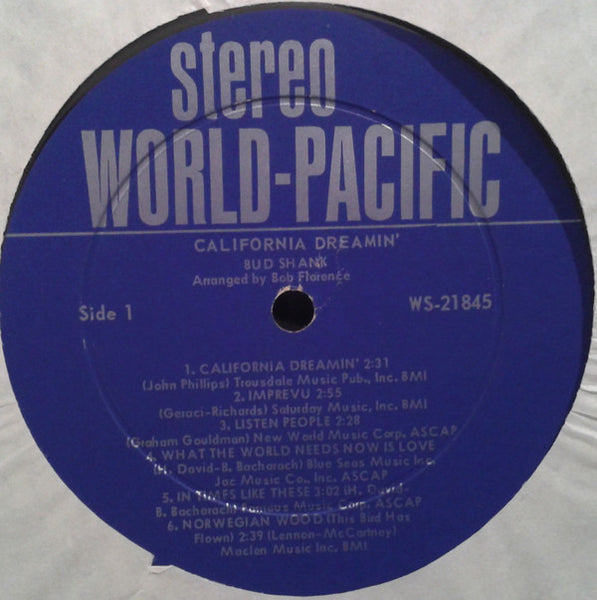 stereo
WORLD-PACIFIC
CALIFORNIA DREAMIN'
BUD SHANK
Arranged by Bob Florence
Side 1
WS-21845
1. CALIFORNIA DREAMIN' 2:31
(John Phillips) Trousdale Music Pub., Inc. BMI
2. IMPREVU 2:55
(Geraci-Richards) Saturday Music, Inc. BMI
3. LISTEN PEOPLE 2:28
(Graham Gouldman) New World Music Corp. ASCAP
4. WHAT THE WORLD NEEDS NOW IS LOVE
(H. David-B. Bacharach) Blue Seas Music Inc.
Jac Music Co., Inc. ASCAP
5. IN TIMES LIKE THESE 3:02 (H. David-
B. Bacharach) Famous Music Corp. ASCAP
6. NORWEGIAN WOOD (This Bird Has
Flown) 2:39 (Lennon-McCartney)
Maclen Music Inc. BMI